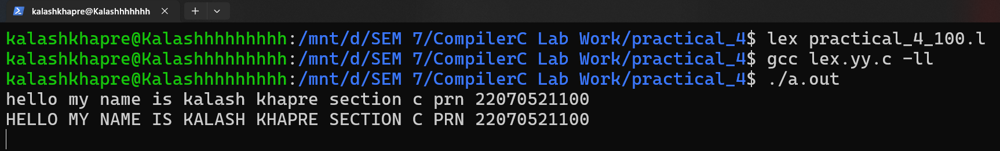 kalashkhapre@Kalashhhhhhh
kalashkhapre@Kalashhhhhhhhh:/mnt/d/SEM 7/CompilerC Lab Work/practical_4$ lex practical_4_100.l
kalashkhapre@Kalashhhhhhhhh:/mnt/d/SEM 7/CompilerC Lab Work/practical_4$ gcc lex.yy.c -ll
kalashkhapre@Kalashhhhhhhhh:/mnt/d/SEM 7/CompilerC Lab Work/practical_4$ ./a.out
hello my name is kalash khapre section c prn 22070521100
HELLO MY NAME IS KALASH KHAPRE SECTION C PRN 22070521100